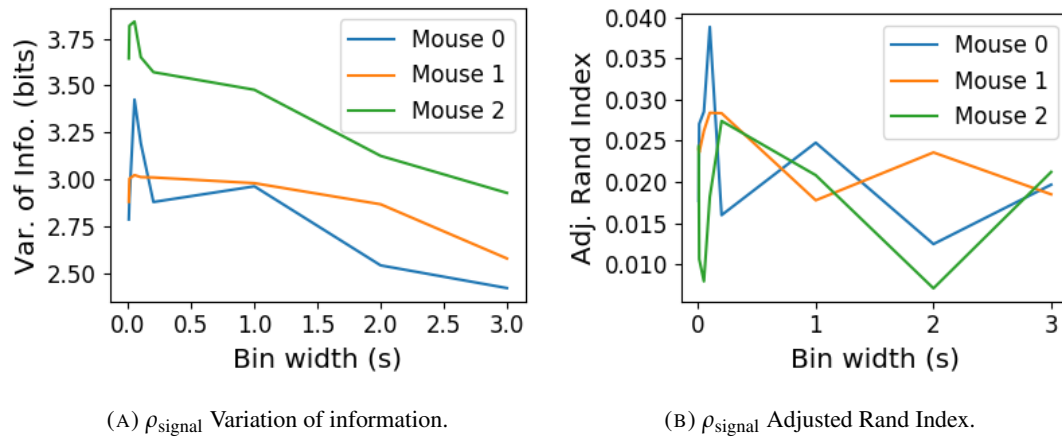 Var. of Info. (bits)
3.75
3.50
3.25
3.00
2.75
2.50
Mouse 0
Mouse 1
Mouse 2
0.0 0.5 1.0 1.5 2.0 2.5 3.0
Bin width (s)
(A) ρsignal Variation of information.
Adj. Rand Index
0.040
0.035
0.030
0.025
0.020
0.015
0.010
Mouse 0
Mouse 1
Mouse 2
0 1 2 3
Bin width (s)
(B) ρsignal Adjusted Rand Index.